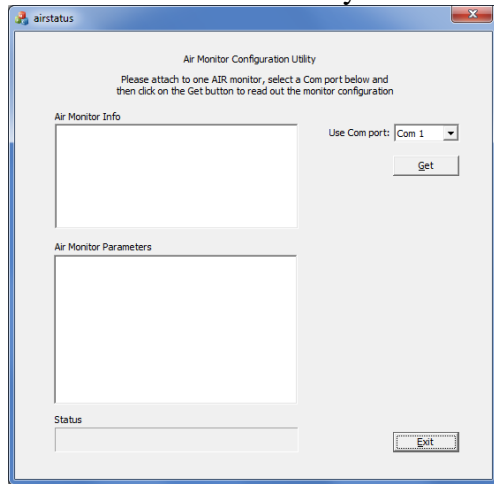 airstatus
Air Monitor Configuration Utility
Please attach to one AIR monitor, select a Com port below and
then click on the Get button to read out the monitor configuration
Air Monitor Info
Use Com port: Com 1
Get
Air Monitor Parameters
Status
Exit